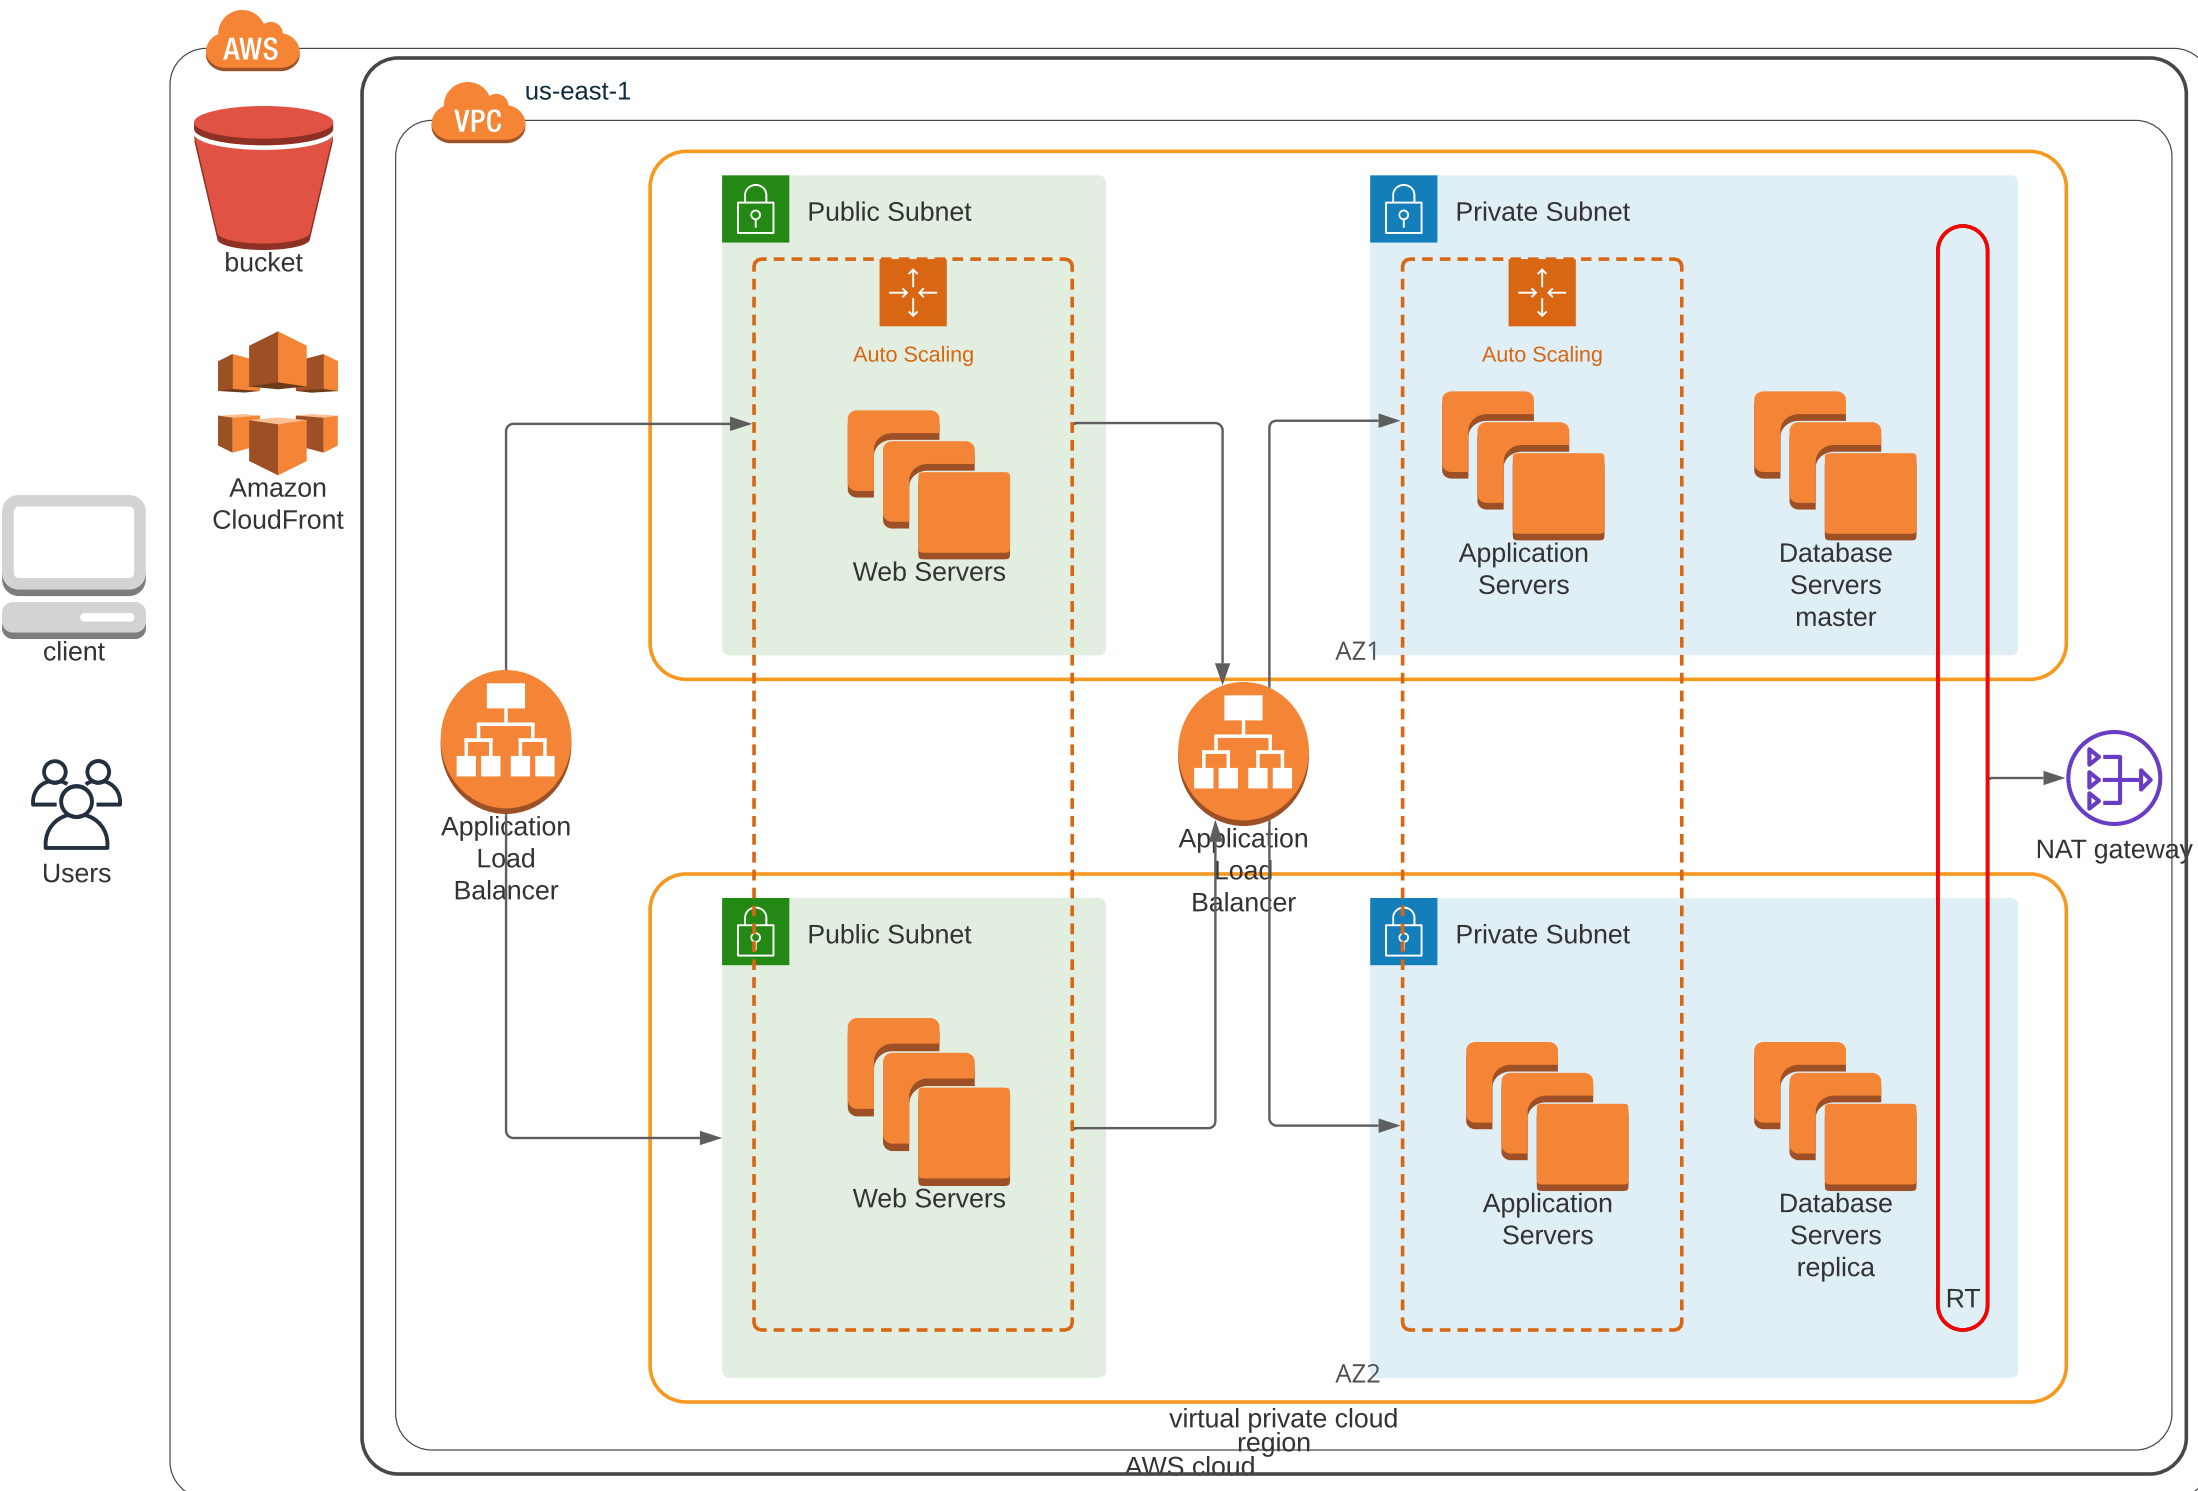 AWS
us-east-1
VPC
bucket
Public Subnet
Private Subnet
Auto Scaling
Auto Scaling
Amazon
CloudFront
Web Servers
Application
Servers
Database
Servers
master
client
AZ1
Application
Load
Balancer
Application
Load
Balancer
NAT gateway
Users
Public Subnet
Private Subnet
Web Servers
Application
Servers
Database
Servers
replica
RT
AZ2
virtual private cloud
region
AWS cloud